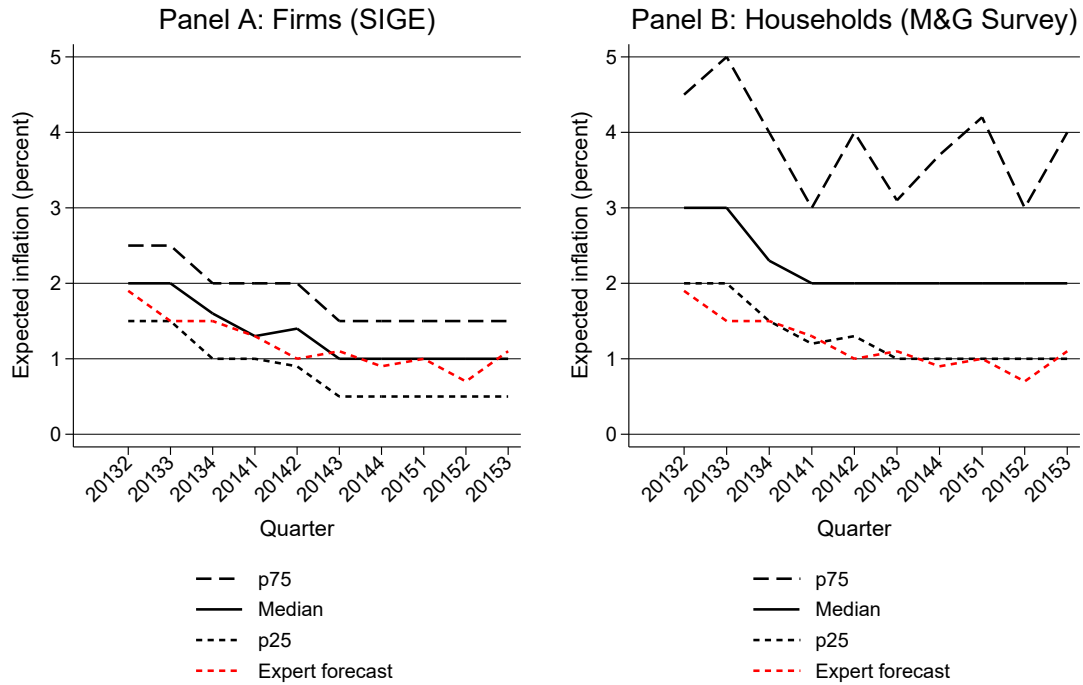 Panel A: Firms (SIGE)
Expected inflation (percent)
5
4
3
2
1
0
20132
20133
20134
20141
20142
20143
20144
20151
20152
20153
Quarter
p75
Median
p25
Expert forecast
Panel B: Households (M&G Survey)
Expected inflation (percent)
5
4
3
2
1
0
20132
20133
20134
20141
20142
20143
20144
20151
20152
20153
Quarter
p75
Median
p25
Expert forecast